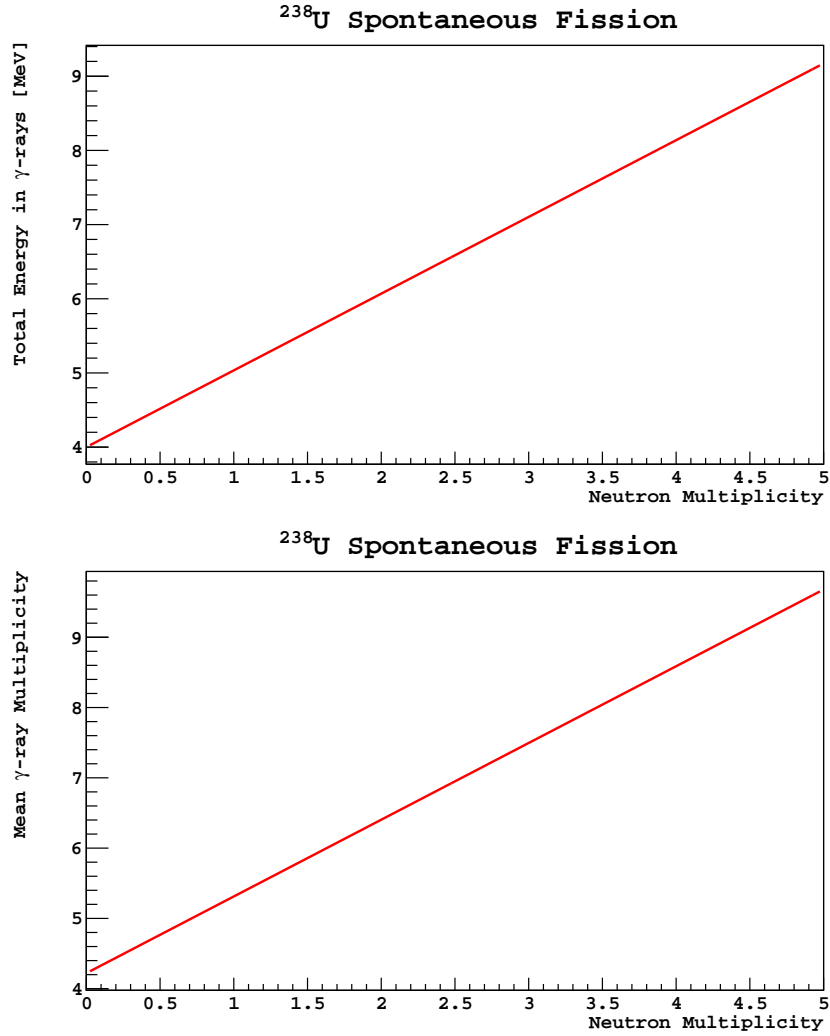 ²³⁸U Spontaneous Fission
Total Energy in γ-rays [MeV]
9
8
7
6
5
4
0 0.5 1 1.5 2 2.5 3 3.5 4 4.5 5
Neutron Multiplicity
²³⁸U Spontaneous Fission
Mean γ-ray Multiplicity
9
8
7
6
5
4
0 0.5 1 1.5 2 2.5 3 3.5 4 4.5 5
Neutron Multiplicity